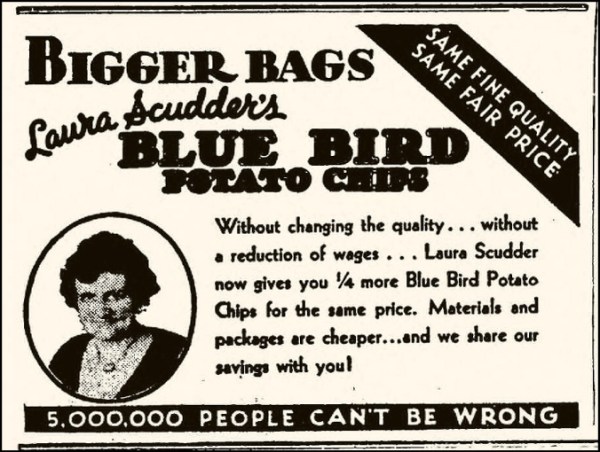 BIGGER BAGS
SAME FINE QUALITY
SAME FAIR PRICE
Laura Scudder's
BLUE BIRD
POTATO CHIPS
Without changing the quality... without
a reduction of wages ... Laura Scudder
now gives you ¼ more Blue Bird Potato
Chips for the same price. Materials and
packages are cheaper...and we share our
savings with you!
5,000,000 PEOPLE CAN'T BE WRONG